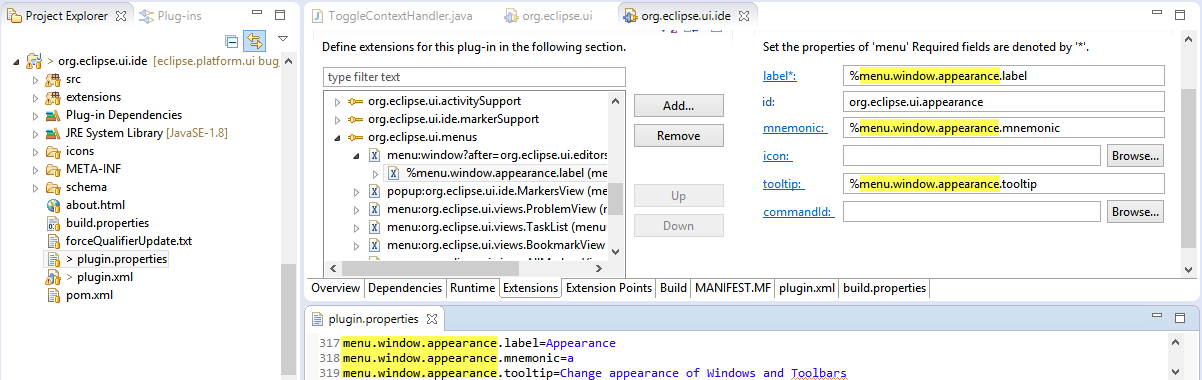 Project Explorer
Plug-ins
> org.eclipse.ui.ide [eclipse.platform.ui bug
src
extensions
Plug-in Dependencies
JRE System Library [JavaSE-1.8]
icons
META-INF
schema
about.html
build.properties
forceQualifierUpdate.txt
> plugin.properties
> plugin.xml
pom.xml
ToggleContextHandler.java
org.eclipse.ui
org.eclipse.ui.ide
Define extensions for this plug-in in the following section.
type filter text
org.eclipse.ui.activitySupport
org.eclipse.ui.ide.markerSupport
org.eclipse.ui.menus
menu:window?after=org.eclipse.ui.editors
%menu.window.appearance.label (me
popup:org.eclipse.ui.ide.MarkersView (me
menu:org.eclipse.ui.views.ProblemView (m
menu:org.eclipse.ui.views.TaskList (menu
menu:org.eclipse.ui.views.BookmarkView
Add...
Remove
Up
Down
Set the properties of 'menu' Required fields are denoted by '*'.
label*: %menu.window.appearance.label
id: org.eclipse.ui.appearance
mnemonic: %menu.window.appearance.mnemonic
icon: Browse...
tooltip: %menu.window.appearance.tooltip
commandId: Browse...
Overview Dependencies Runtime Extensions Extension Points Build MANIFEST.MF plugin.xml build.properties
plugin.properties
317 menu.window.appearance.label=Appearance
318 menu.window.appearance.mnemonic=a
319 menu.window.appearance.tooltip=Change appearance of Windows and Toolbars